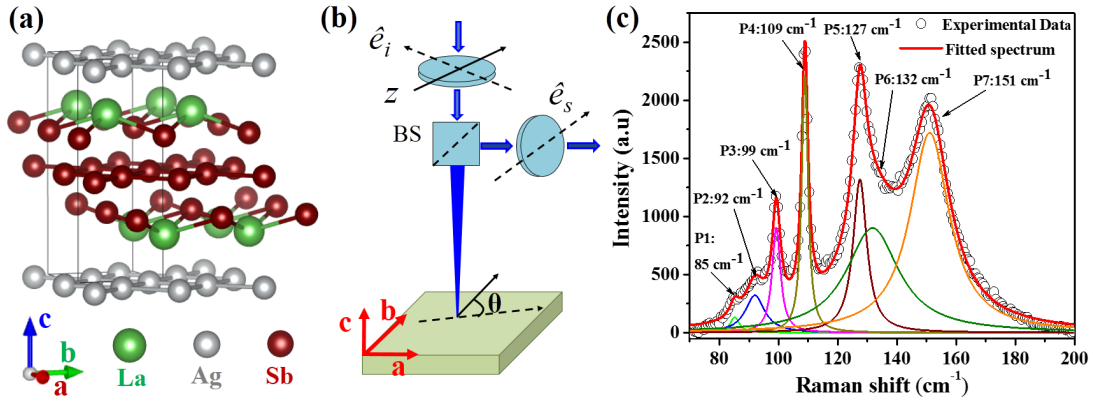 (a)
c
b
a
La
Ag
Sb
(b)
ê_i
z
BS
ê_s
θ
c
b
a
(c)
P4:109 cm⁻¹
P5:127 cm⁻¹
Experimental Data
Fitted spectrum
P6:132 cm⁻¹
P7:151 cm⁻¹
P3:99 cm⁻¹
P2:92 cm⁻¹
P1:
85 cm⁻¹
Intensity (a.u)
2500
2000
1500
1000
500
0
80
100
120
140
160
180
200
Raman shift (cm⁻¹)